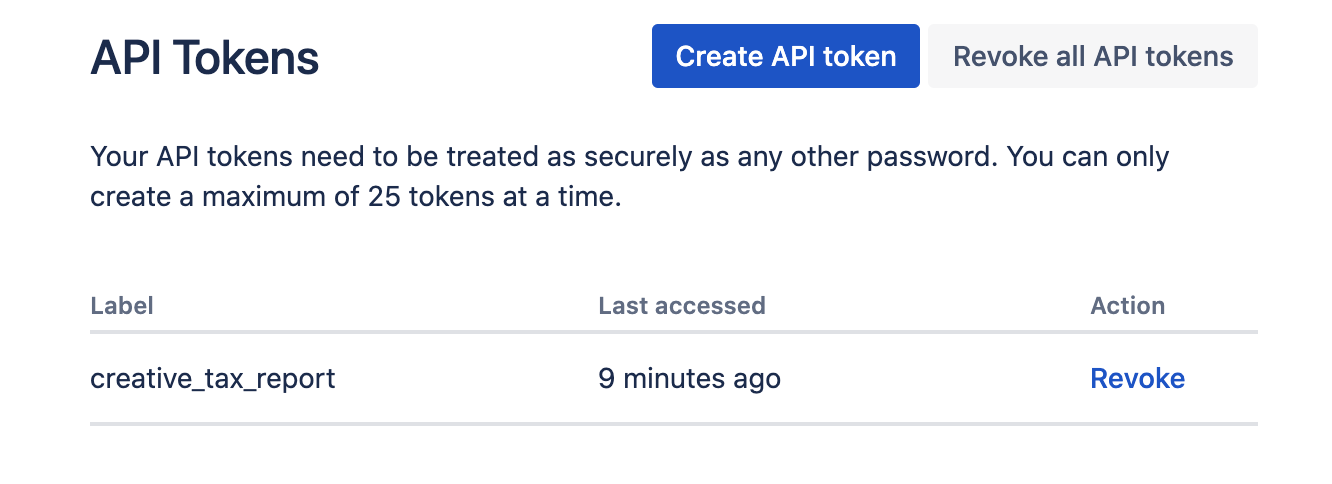 API Tokens
Create API token
Revoke all API tokens
Your API tokens need to be treated as securely as any other password. You can only
create a maximum of 25 tokens at a time.
Label Last accessed Action
creative_tax_report 9 minutes ago Revoke